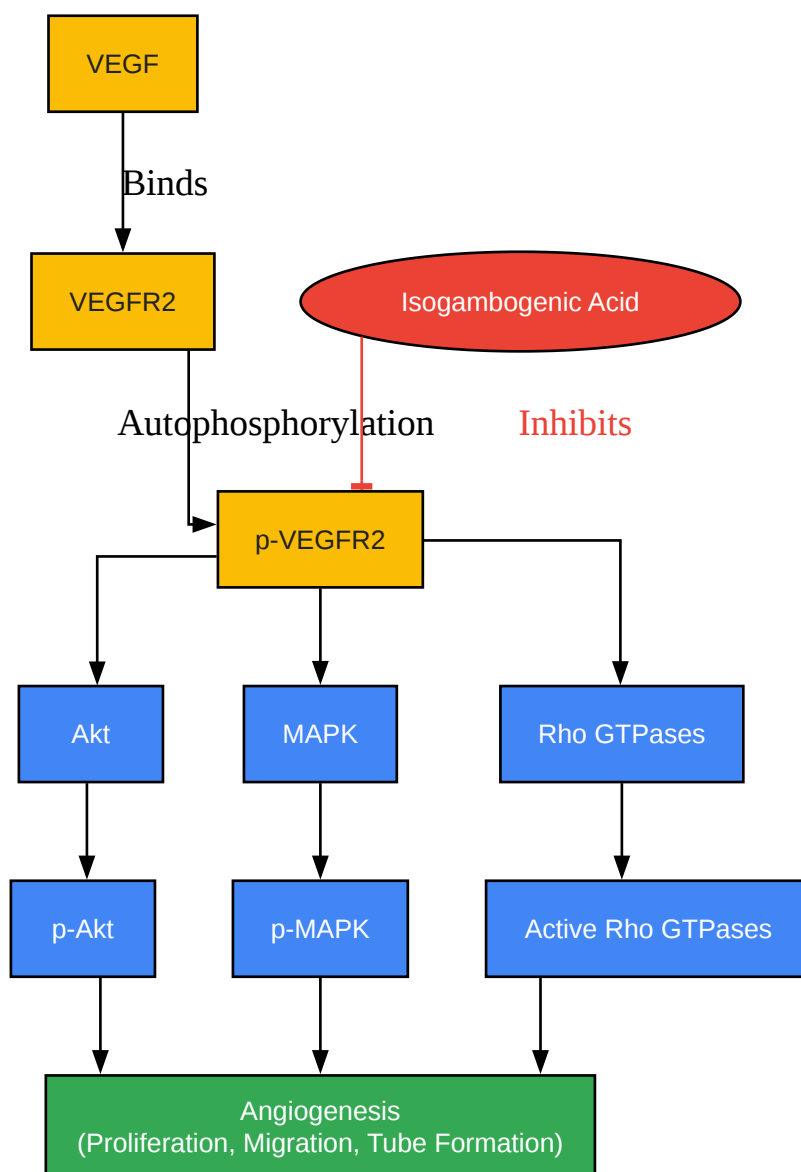 VEGF
Binds
VEGFR2
Isogambogenic Acid
Autophosphorylation
Inhibits
p-VEGFR2
Akt
MAPK
Rho GTPases
p-Akt
p-MAPK
Active Rho GTPases
Angiogenesis
(Proliferation, Migration, Tube Formation)